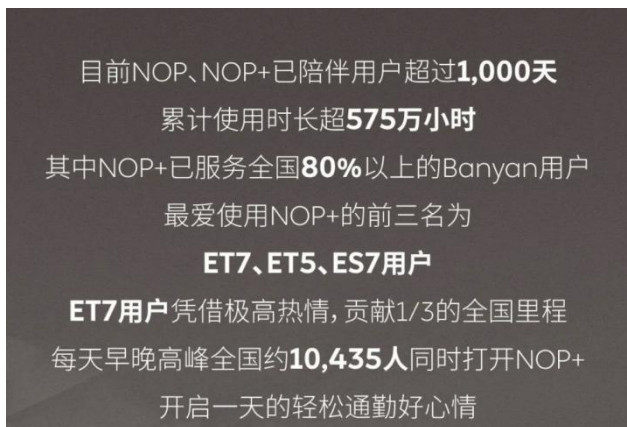 目前NOP、NOP+已陪伴用户超过1,000天
累计使用时长超575万小时
其中NOP+已服务全国80%以上的Banyan用户
最爱使用NOP+的前三名为
ET7、ET5、ES7用户
ET7用户凭借极高热情，贡献1/3的全国里程
每天早晚高峰全国约10,435人同时打开NOP+
开启一天的轻松通勤好心情